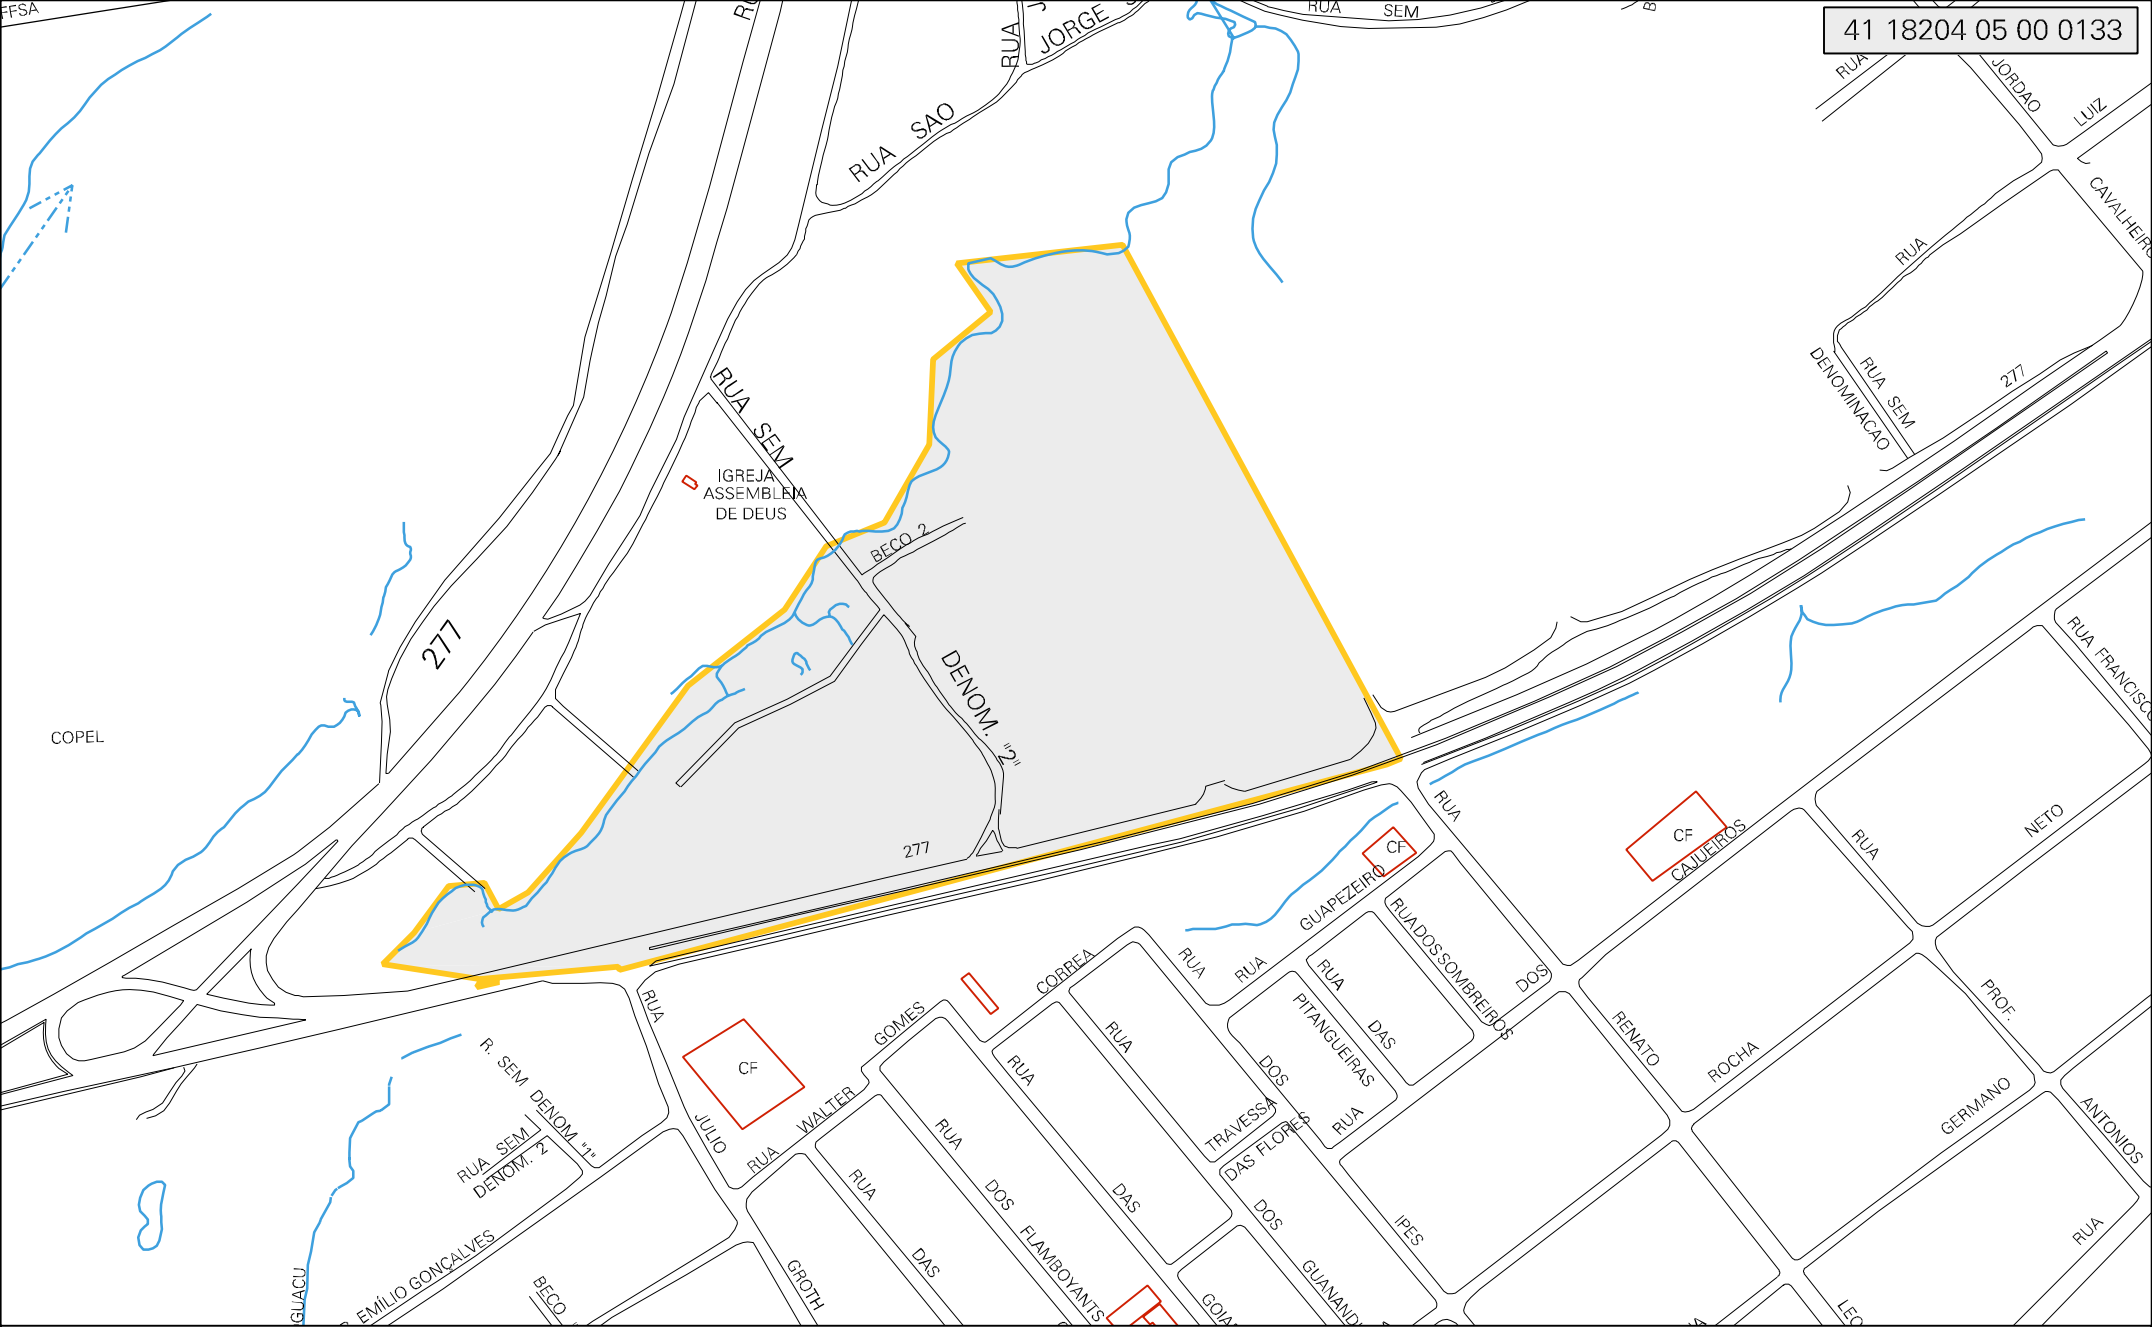 FFSA
RUA
JORGE
RUA SEM
41 18204 05 00 0133
RUA
JORDAO
LUIZ
RUA SAO
CAVALHEIRO
RUA
277
RUA SEM
DENOMINACAO
RUA SEM
IGREJA
ASSEMBLEIA
DE DEUS
BECO 2
277
DENOM. "2"
COPEL
277
RUA FRANCISCO
RUA
CF
CAJUEIROS
RUA
NETO
CF
GUAPEZEIRO
RUA
RUA
RUADOSSOMBREIROS
DOS
RUA
DAS
PITANGUEIRAS
RUA
CORREA
GOMES
WALTER
RUA
RUA
JULIO
CF
R. SEM DENOM "1"
RUA SEM
DENOM. 2
RUA
RUA
RUA
DOS
TRAVESSA
DAS FLORES
RENATO
ROCHA
PROF.
GERMANO
ANTONIOS
RUA
RUA
DAS
DOS
FLAMBOYANTS
DAS
DOS
GUANANDI
IPES
GROTH
EMÍLIO GONÇALVES
BECO
GUACU
GOIA
LEO
RUA